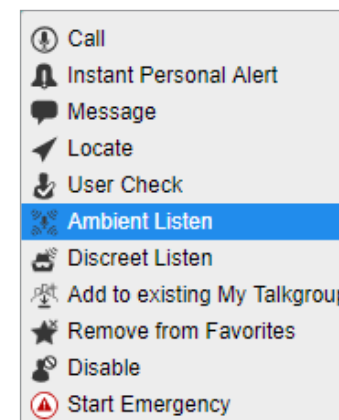 Call
Instant Personal Alert
Message
Locate
User Check
Ambient Listen
Discreet Listen
Add to existing My Talkgroup
Remove from Favorites
Disable
Start Emergency